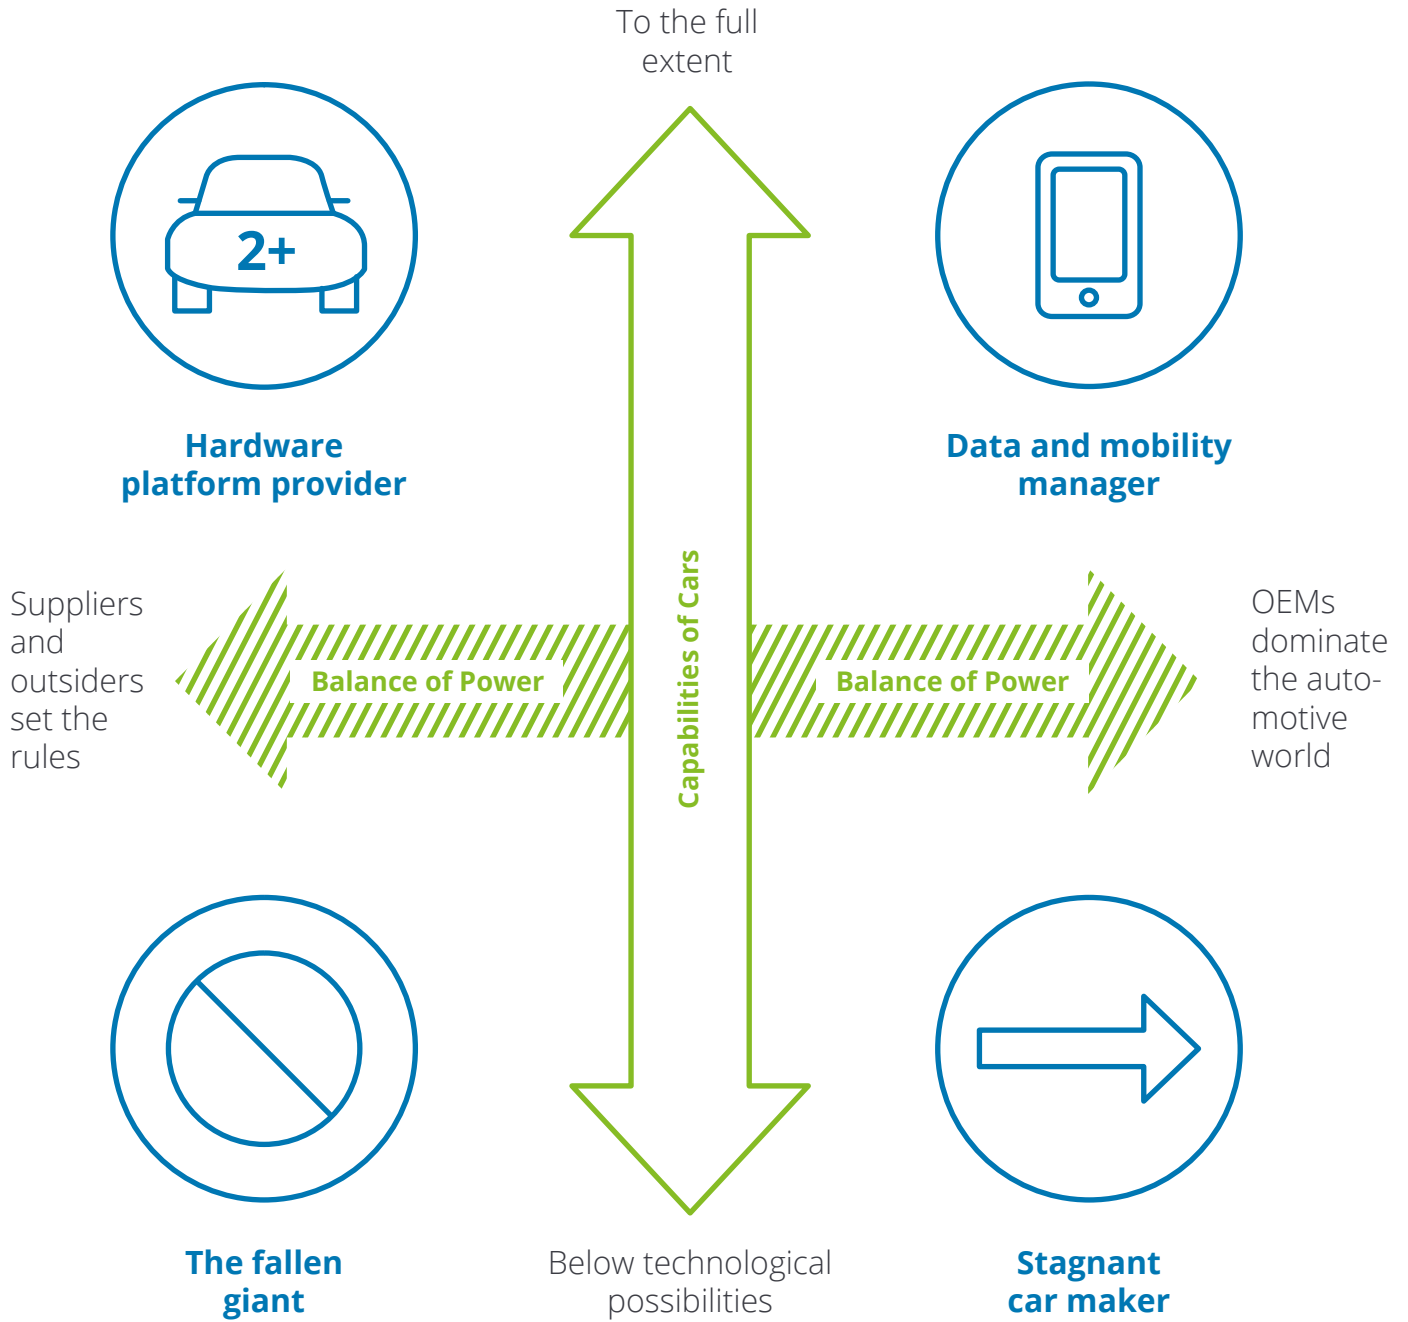 To the full
extent
2+
Hardware
platform provider
Data and mobility
manager
Suppliers
and
outsiders
set the
rules
Balance of Power
Capabilities of Cars
Balance of Power
OEMs
dominate
the auto-
motive
world
The fallen
giant
Below technological
possibilities
Stagnant
car maker